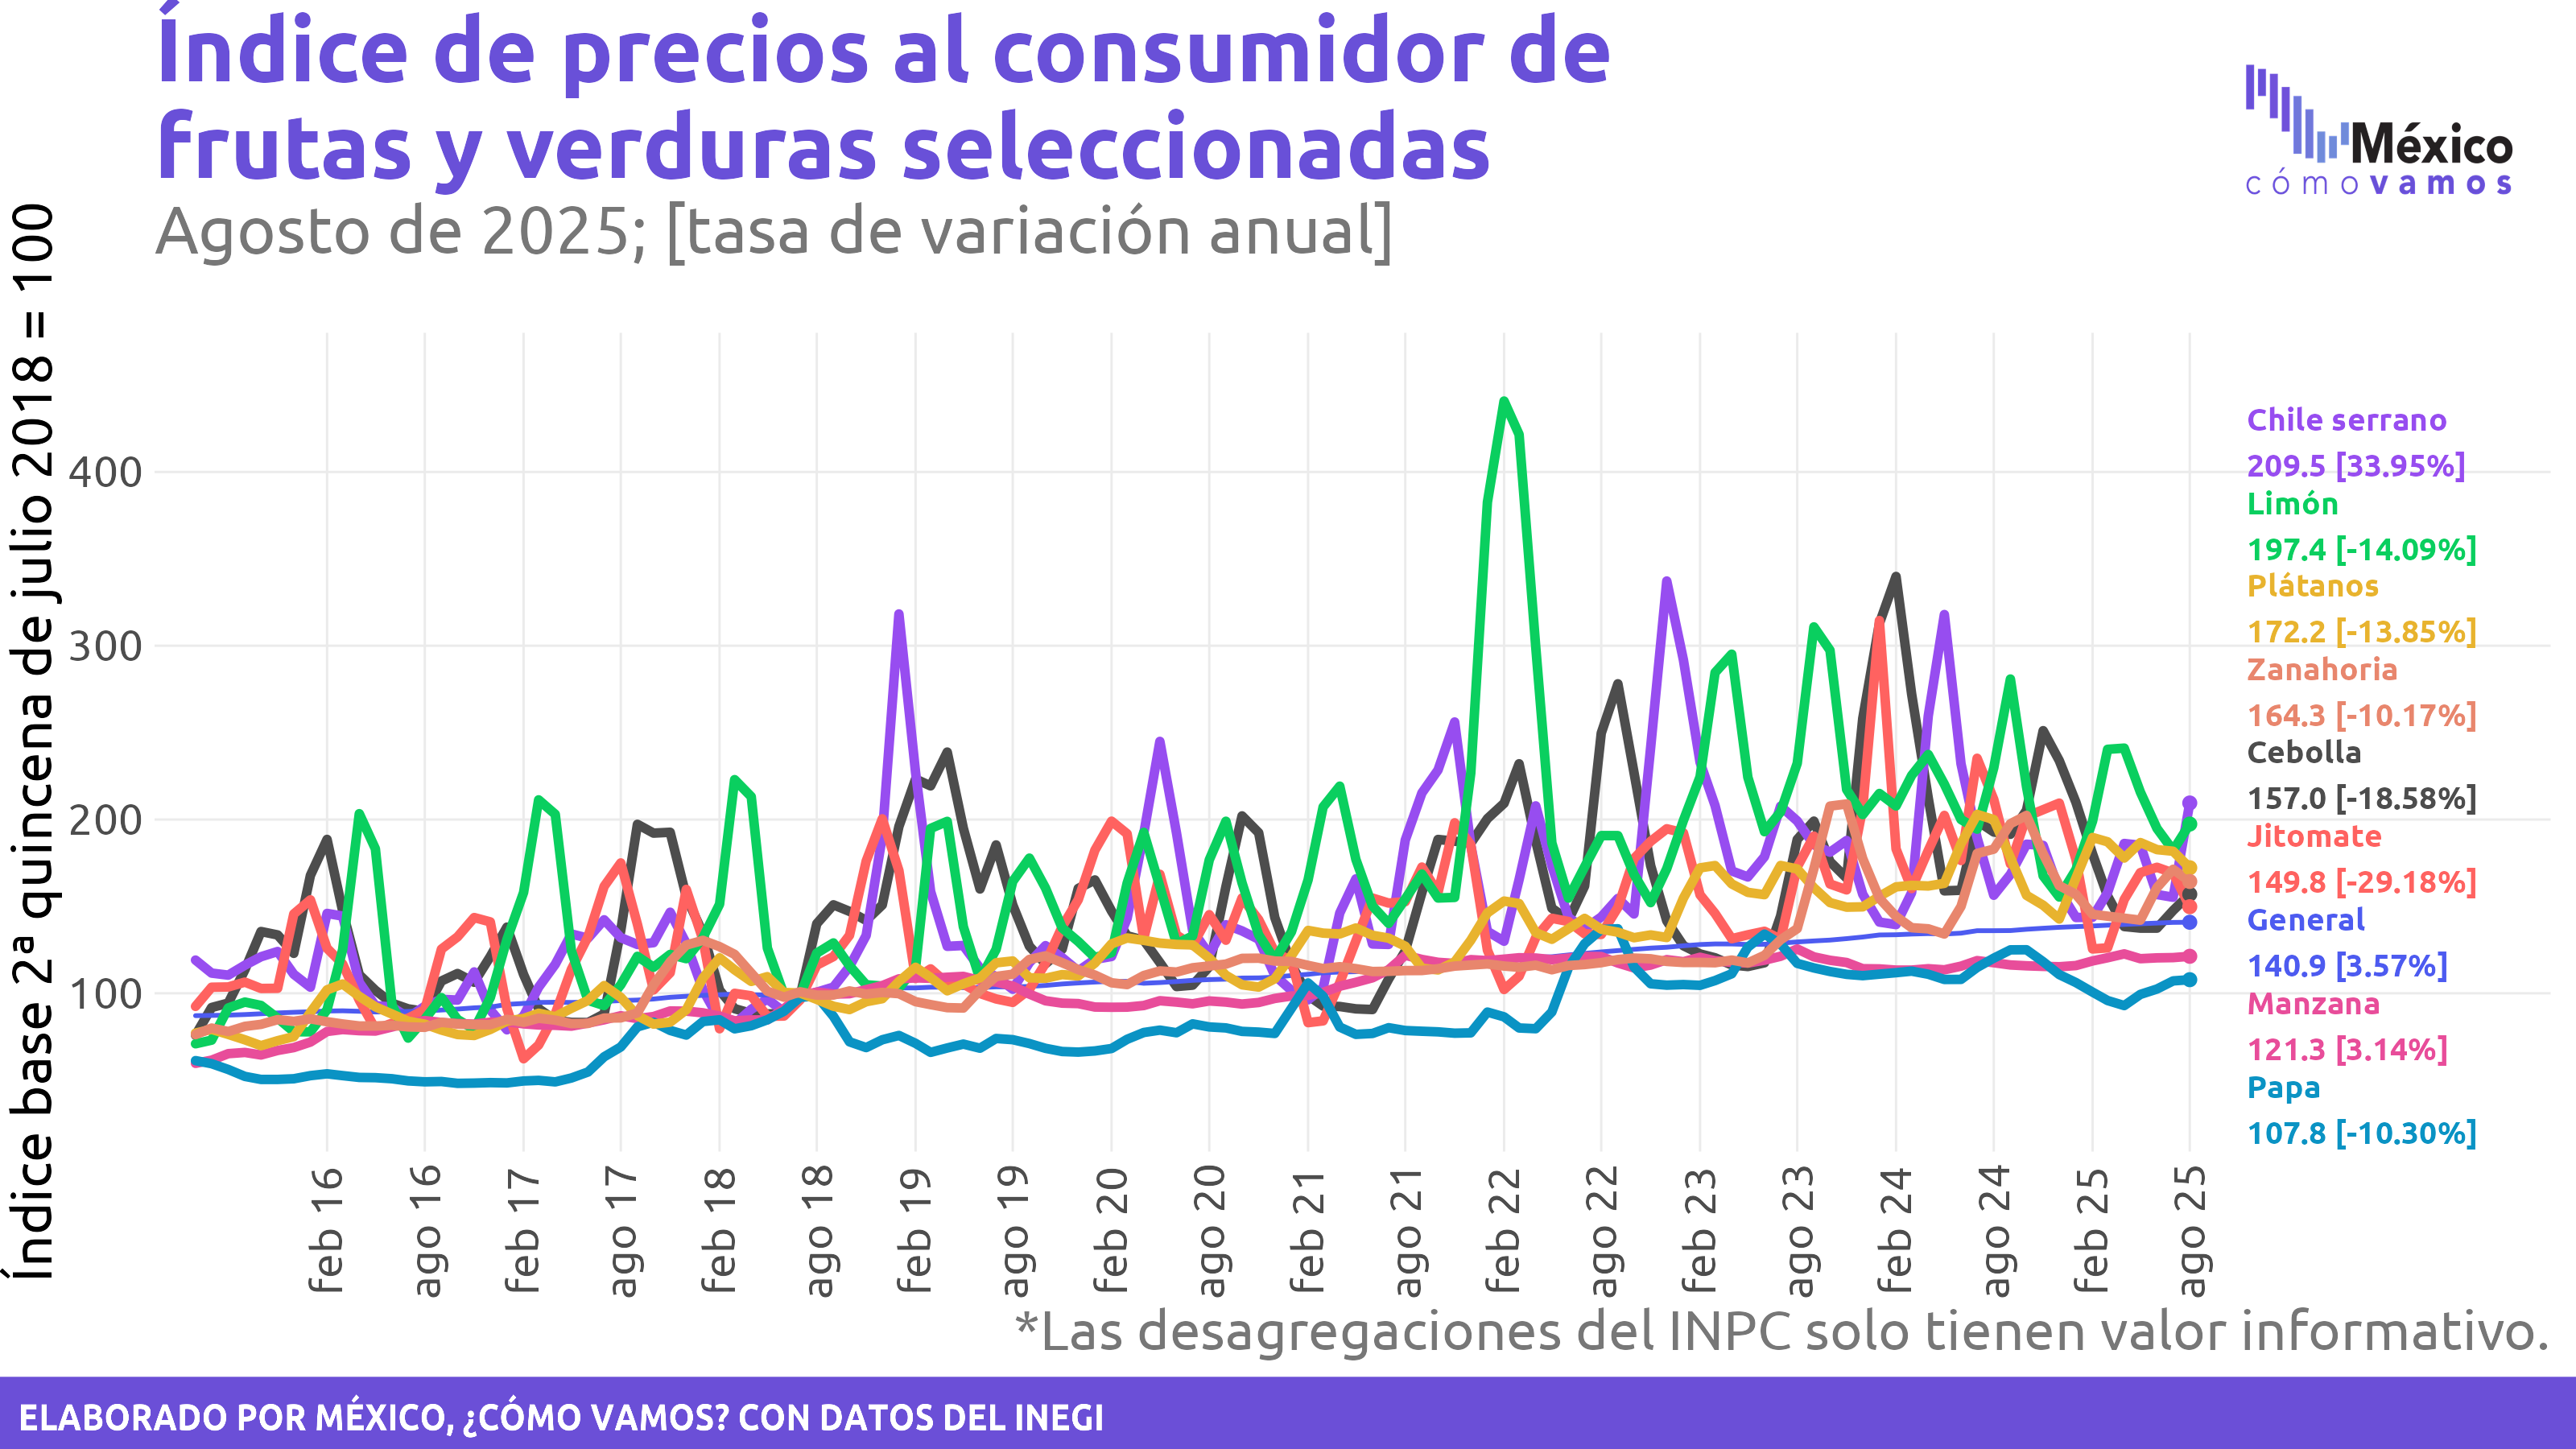 Índice de precios al consumidor de
frutas y verduras seleccionadas
Agosto de 2025; [tasa de variación anual]
México
cómo vamos
Índice base 2ª quincena de julio 2018 = 100
400
300
200
100
Chile serrano
209.5 [33.95%]
Limón
197.4 [-14.09%]
Plátanos
172.2 [-13.85%]
Zanahoria
164.3 [-10.17%]
Cebolla
157.0 [-18.58%]
Jitomate
149.8 [-29.18%]
General
140.9 [3.57%]
Manzana
121.3 [3.14%]
Papa
107.8 [-10.30%]
feb 16
ago 16
feb 17
ago 17
feb 18
ago 18
feb 19
ago 19
feb 20
ago 20
feb 21
ago 21
feb 22
ago 22
feb 23
ago 23
feb 24
ago 24
feb 25
ago 25
*Las desagregaciones del INPC solo tienen valor informativo.
ELABORADO POR MÉXICO, ¿CÓMO VAMOS? CON DATOS DEL INEGI